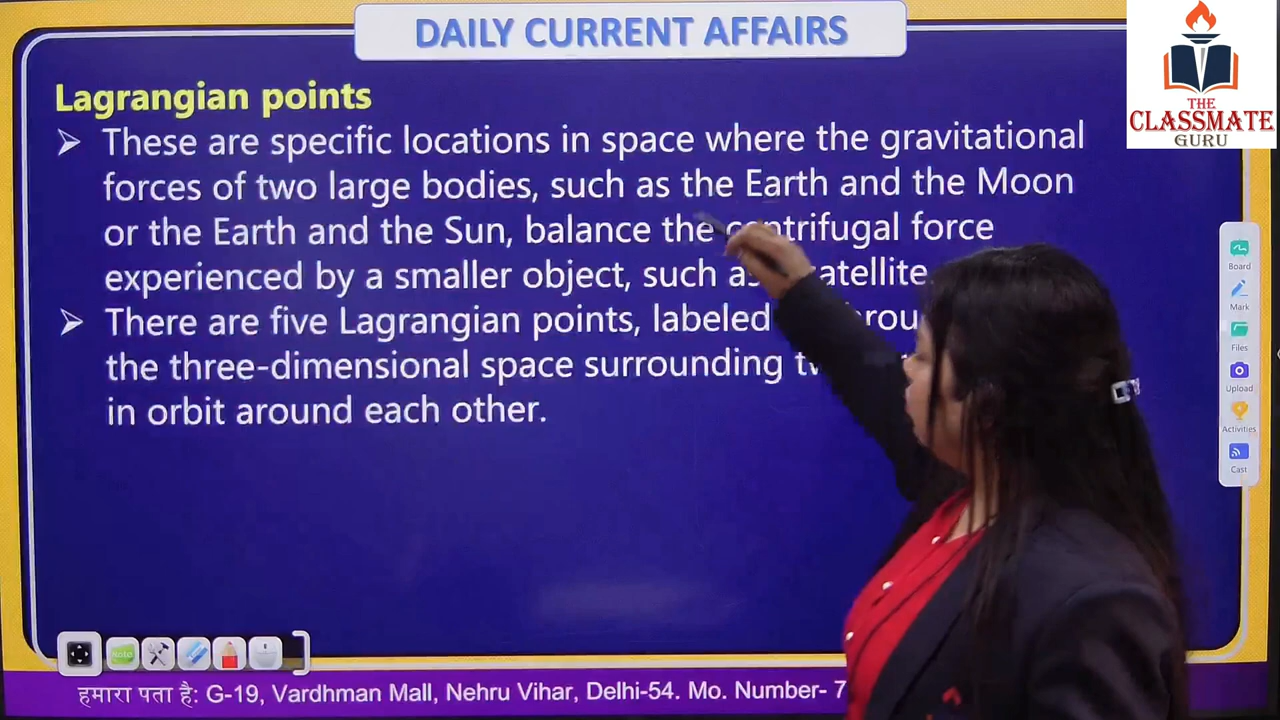 DAILY CURRENT AFFAIRS
THE
CLASSMATE
GURU
Lagrangian points
➢ These are specific locations in space where the gravitational
forces of two large bodies, such as the Earth and the Moon
or the Earth and the Sun, balance the centrifugal force
experienced by a smaller object, such as satellite.
➢ There are five Lagrangian points, labeled
the three-dimensional space surrounding
in orbit around each other.
Board
Mark
Files
Upload
Activities
Cast
हमारा पता है: G-19, Vardhman Mall, Nehru Vihar, Delhi-54. Mo. Number- 7